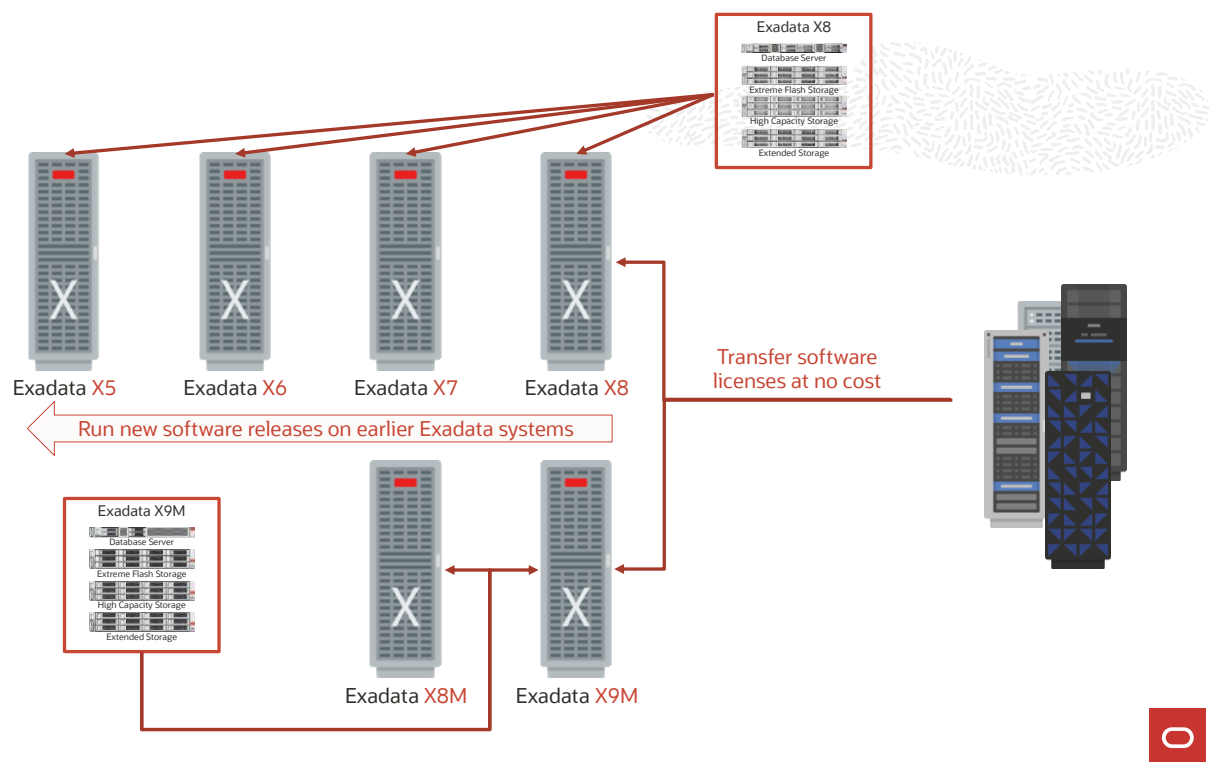 Exadata X8
Database Server
Extreme Flash Storage
High Capacity Storage
Extended Storage
X
X
X
X
Exadata X5
Exadata X6
Exadata X7
Exadata X8
Transfer software
licenses at no cost
Run new software releases on earlier Exadata systems
Exadata X9M
Database Server
Extreme Flash Storage
High Capacity Storage
Extended Storage
X
X
Exadata X8M
Exadata X9M